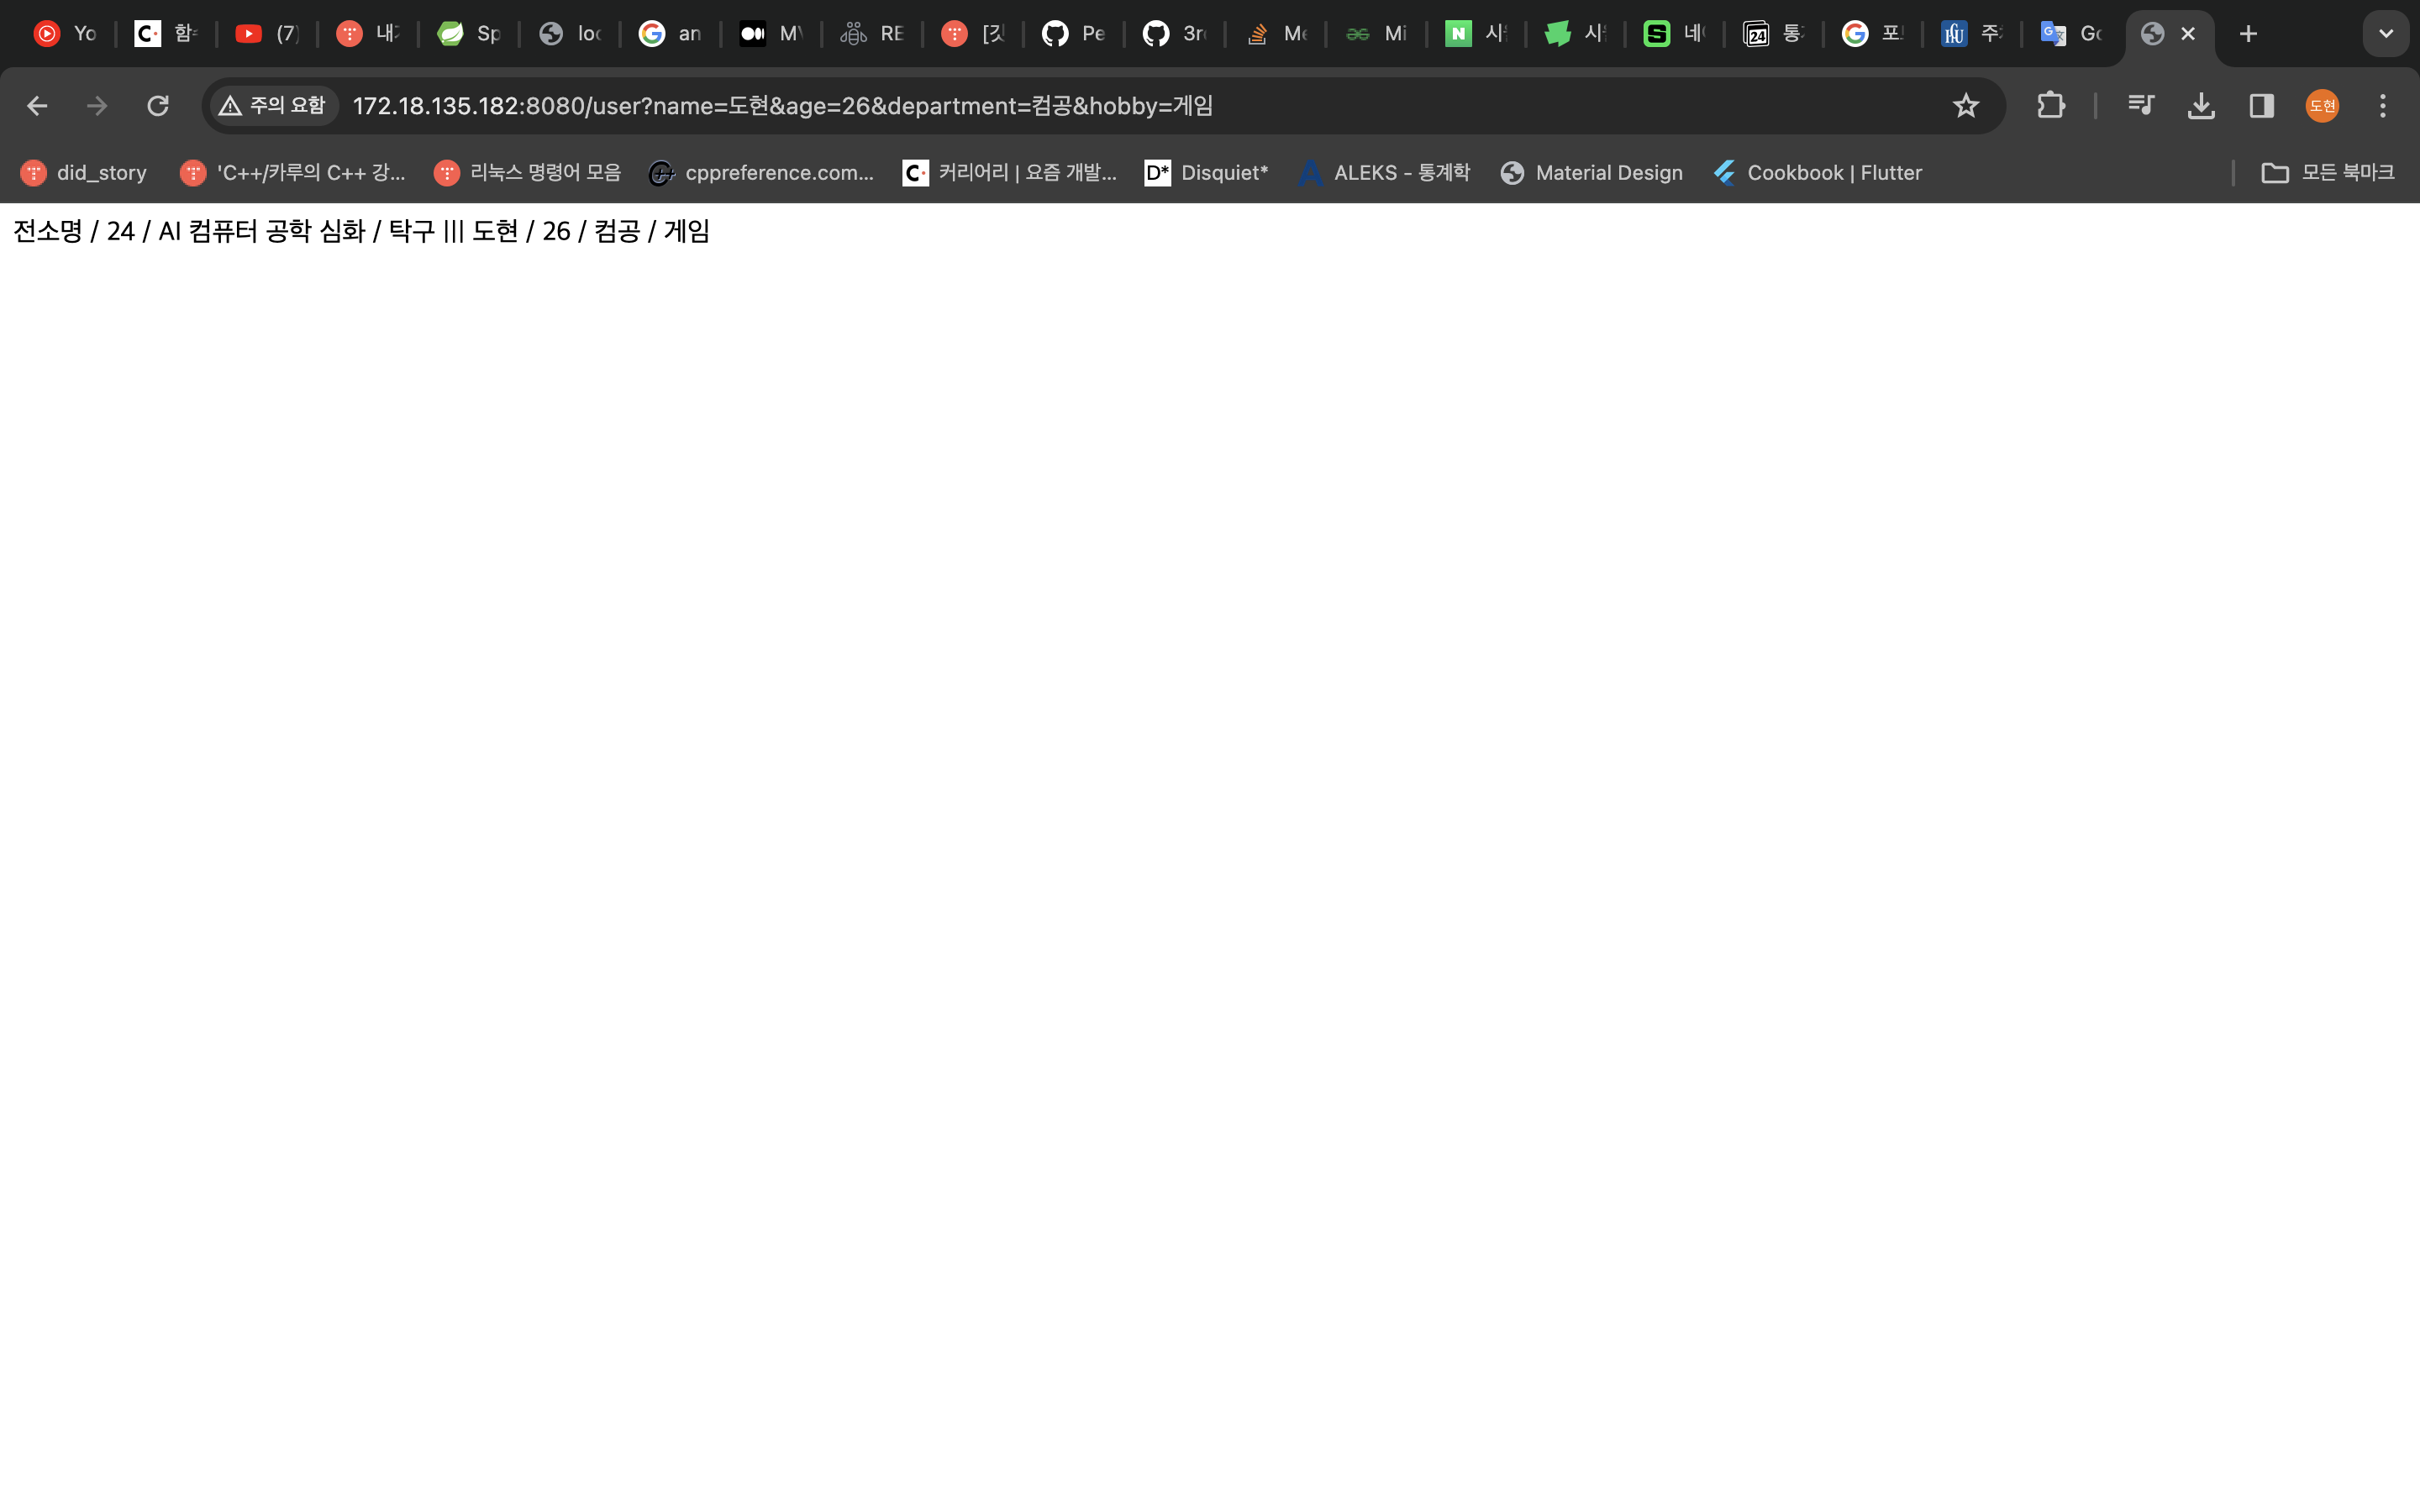 Yo 함 (7) 내 Sp loc an MV RE [깃 Pe 3r Me Mi 시 시 네 24 통 포 주 Go
주의 요함 172.18.135.182:8080/user?name=도현&age=26&department=컴공&hobby=게임 도현
did_story 'C++/카루의 C++ 강... 리눅스 명령어 모음 cppreference.com... 커리어리 | 요즘 개발... D* Disquiet* ALEKS - 통계학 Material Design Cookbook | Flutter 모든 북마크
전소명 / 24 / AI 컴퓨터 공학 심화 / 탁구 ||| 도현 / 26 / 컴공 / 게임